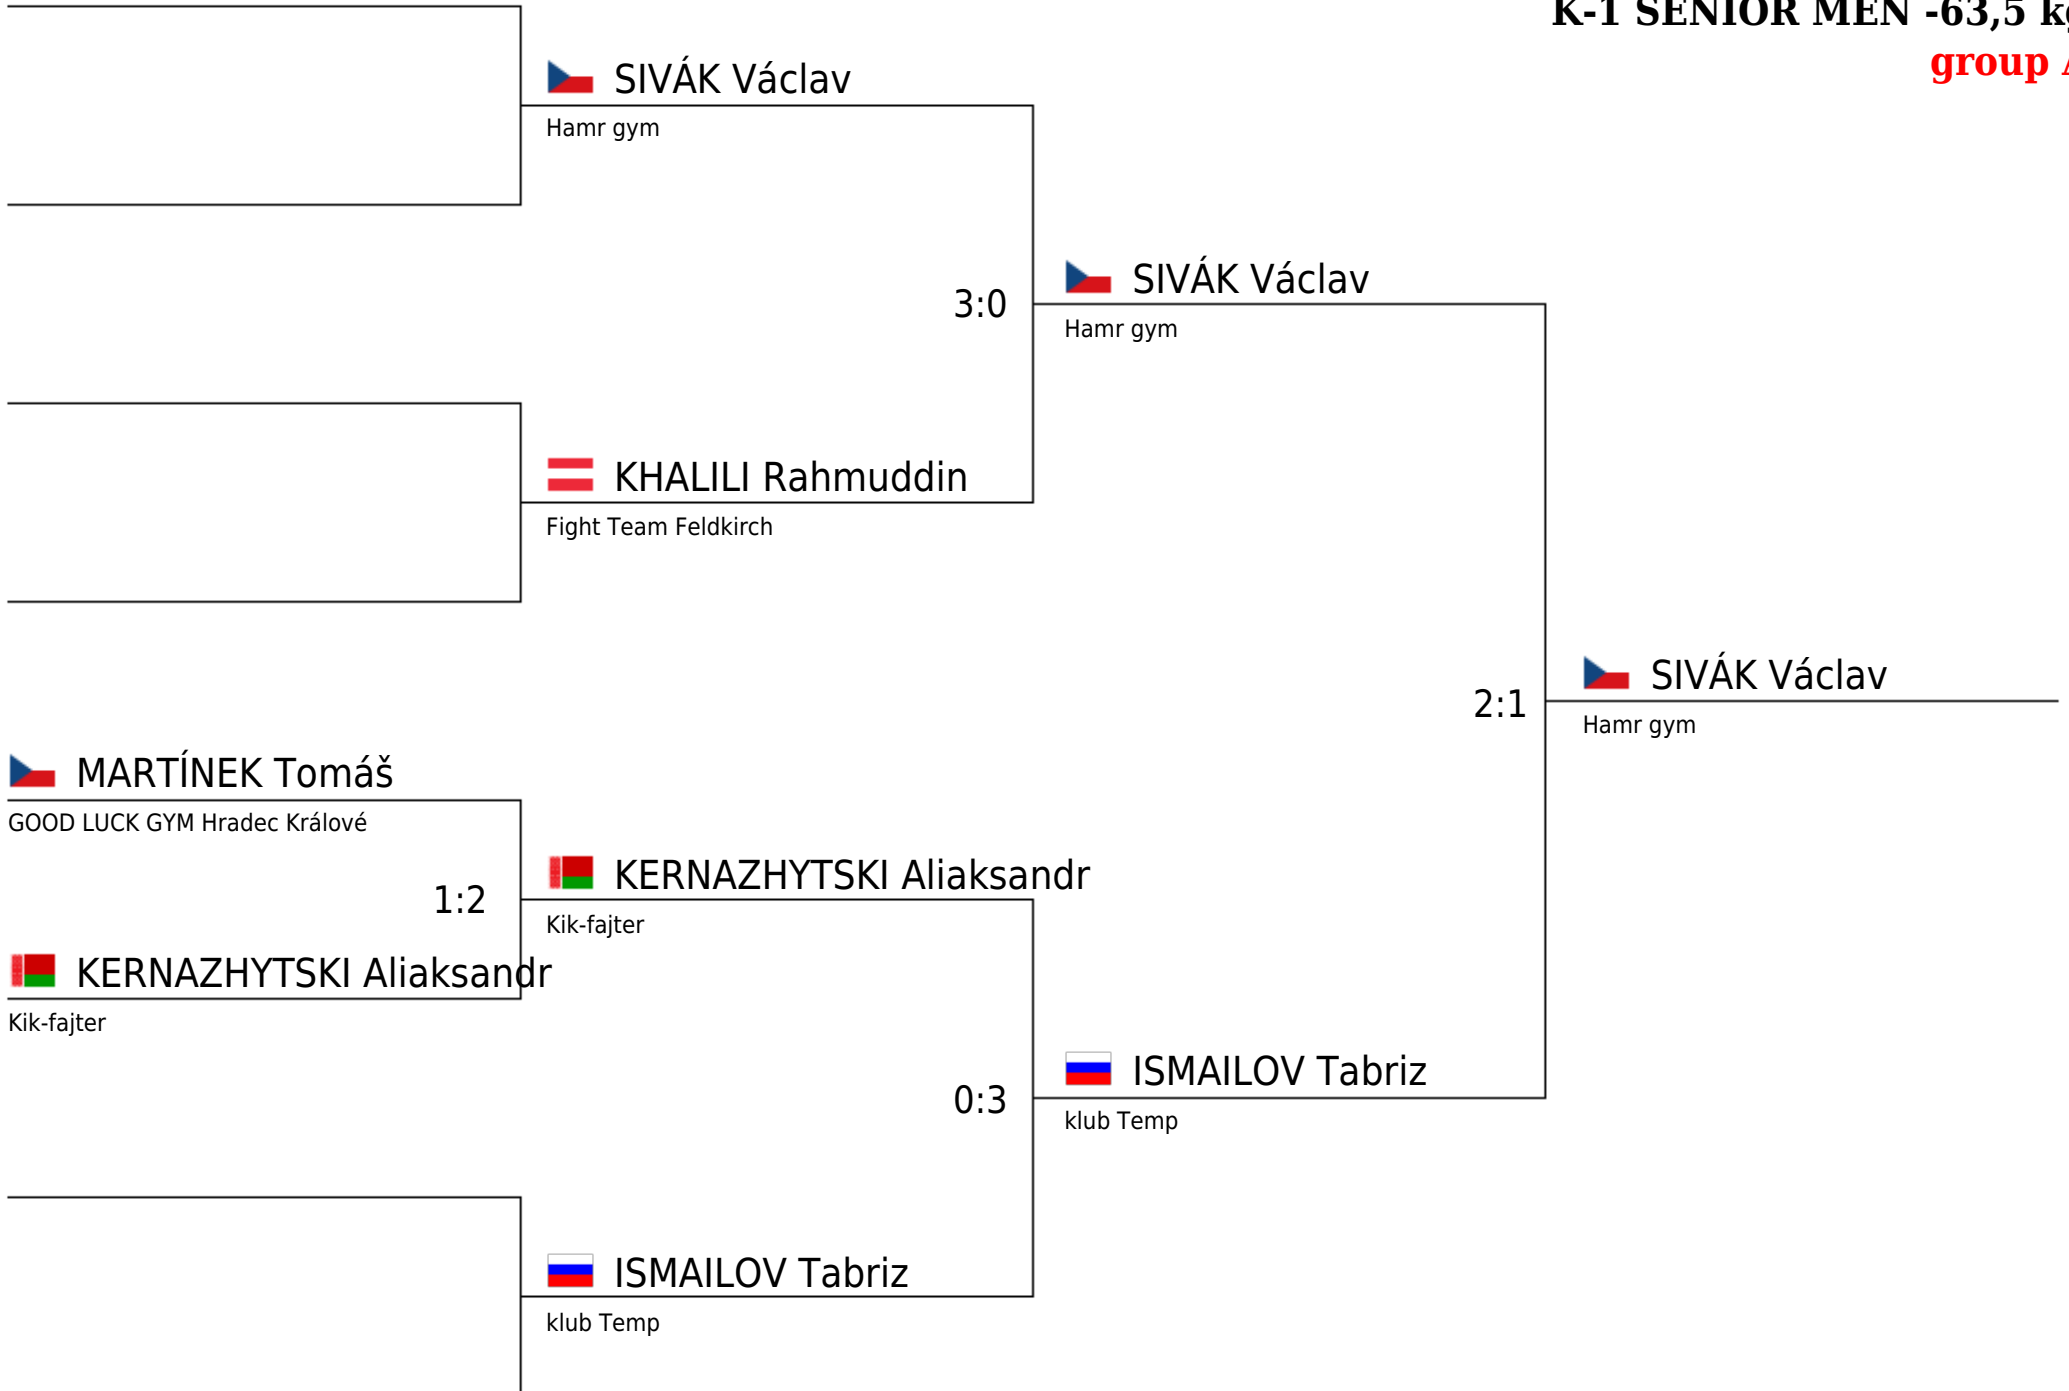 K-1 SENIOR MEN -63,5 kg
group A
SIVÁK Václav
Hamr gym
3:0
SIVÁK Václav
Hamr gym
KHALILI Rahmuddin
Fight Team Feldkirch
2:1
SIVÁK Václav
Hamr gym
MARTÍNEK Tomáš
GOOD LUCK GYM Hradec Králové
1:2
KERNAZHYTSKI Aliaksandr
Kik-fajter
KERNAZHYTSKI Aliaksandr
Kik-fajter
0:3
ISMAILOV Tabriz
klub Temp
ISMAILOV Tabriz
klub Temp